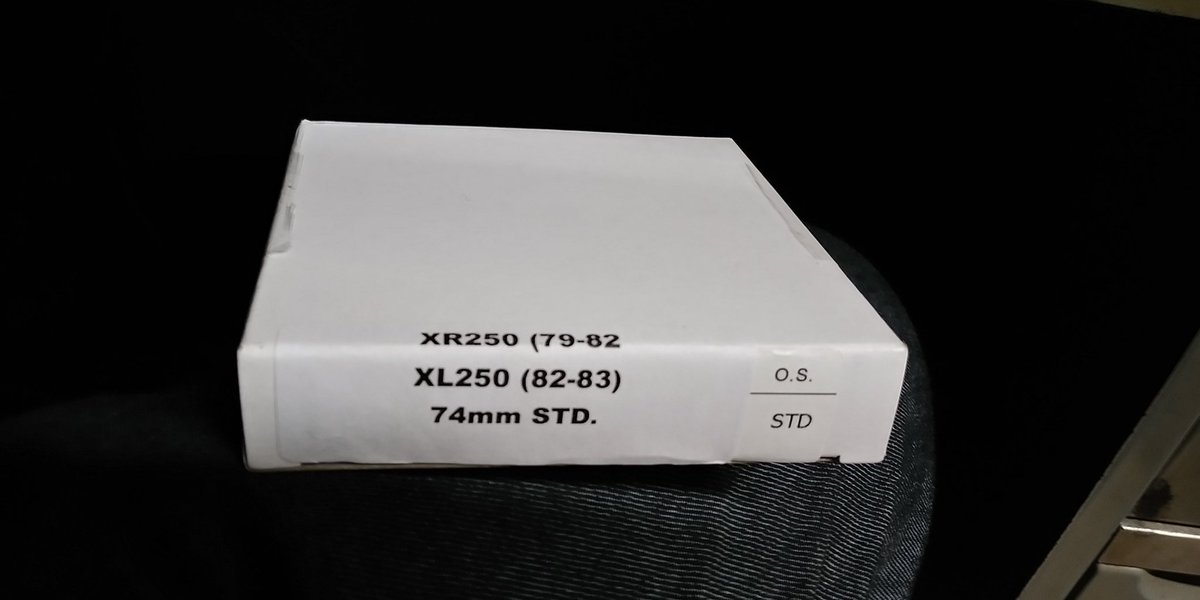 XR250 (79-82
XL250 (82-83)
74mm STD.
O.S.
STD